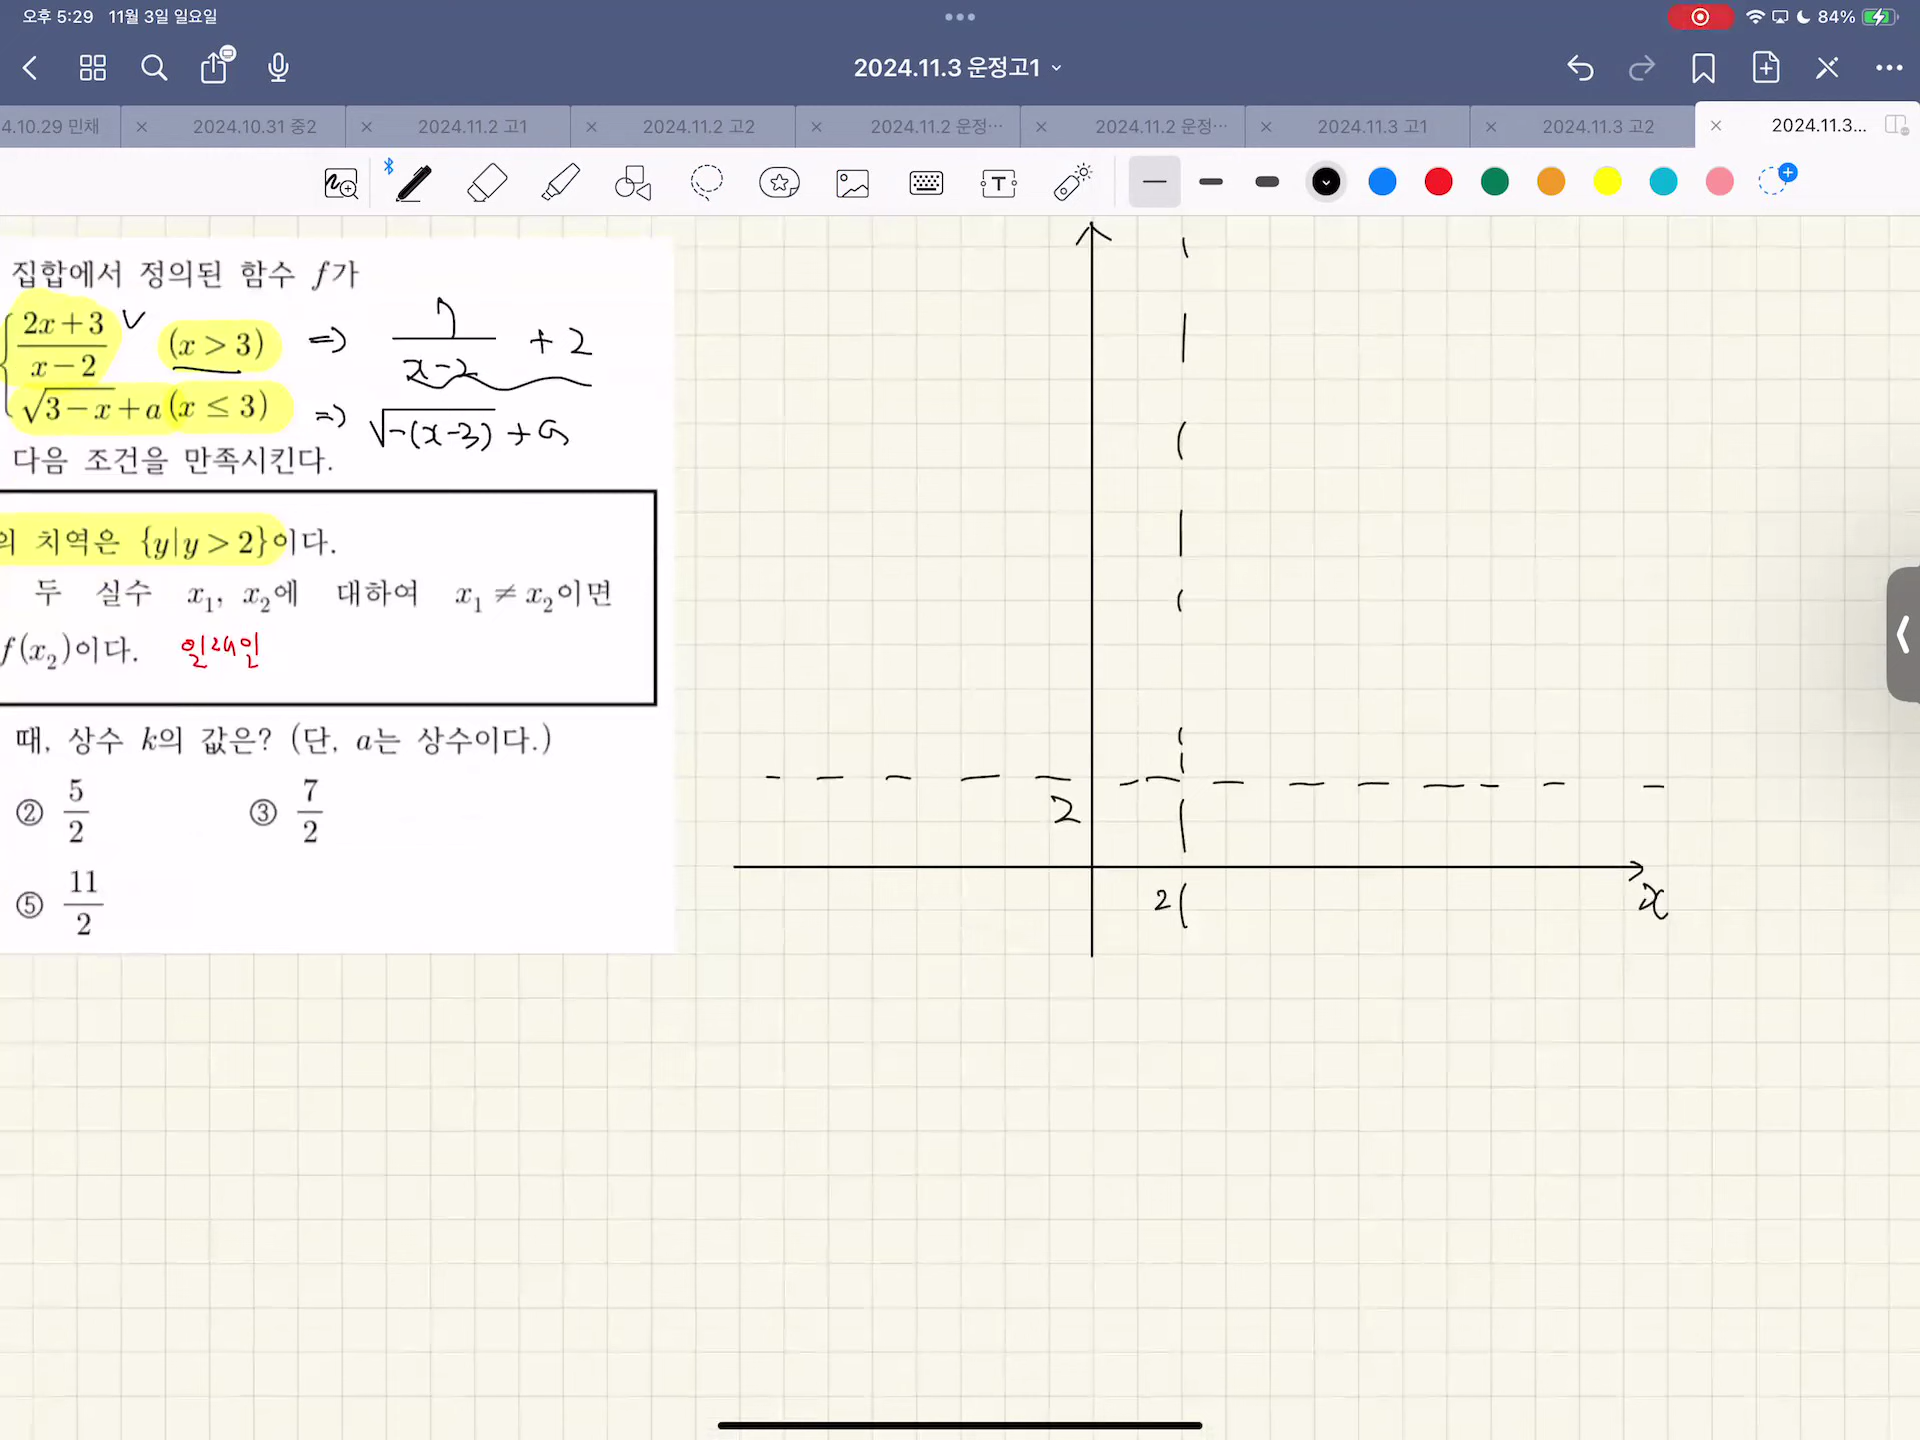 오후 5:29 11월 3일 일요일
84%
2024.11.3 운정고1
4.10.29 민채
2024.10.31 중2
2024.11.2 고1
2024.11.2 고2
2024.11.2 운정…
2024.11.2 운정…
2024.11.3 고1
2024.11.3 고2
2024.11.3...
집합에서 정의된 함수 f가
2x+3 / x−2 (x > 3) ⇒ 7 / x−2 + 2
√3−x + a (x ≤ 3) ⇒ √−(x−3) + a
다음 조건을 만족시킨다.
의 치역은 {y|y > 2}이다.
두 실수 x₁, x₂에 대하여 x₁ ≠ x₂이면
f(x₂)이다. 일대일
때, 상수 k의 값은? (단, a는 상수이다.)
② 5/2 ③ 7/2
⑤ 11/2
2
2
x